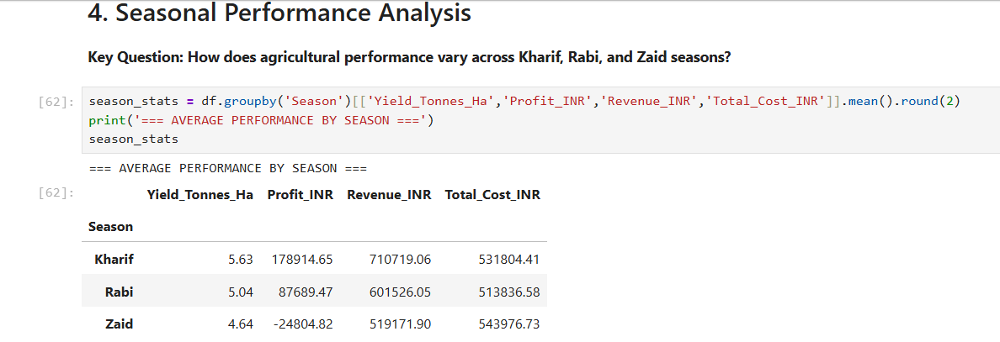 4. Seasonal Performance Analysis
Key Question: How does agricultural performance vary across Kharif, Rabi, and Zaid seasons?
[62]: season_stats = df.groupby('Season')[['Yield_Tonnes_Ha','Profit_INR','Revenue_INR','Total_Cost_INR']].mean().round(2)
print('=== AVERAGE PERFORMANCE BY SEASON ===')
season_stats
=== AVERAGE PERFORMANCE BY SEASON ===
[62]: Yield_Tonnes_Ha Profit_INR Revenue_INR Total_Cost_INR
Season
Kharif 5.63 178914.65 710719.06 531804.41
Rabi 5.04 87689.47 601526.05 513836.58
Zaid 4.64 -24804.82 519171.90 543976.73